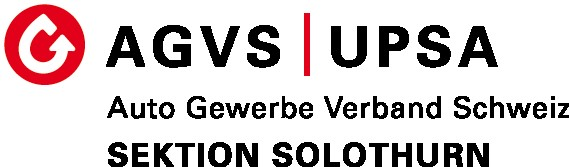 AGVS | UPSA
Auto Gewerbe Verband Schweiz
SEKTION SOLOTHURN